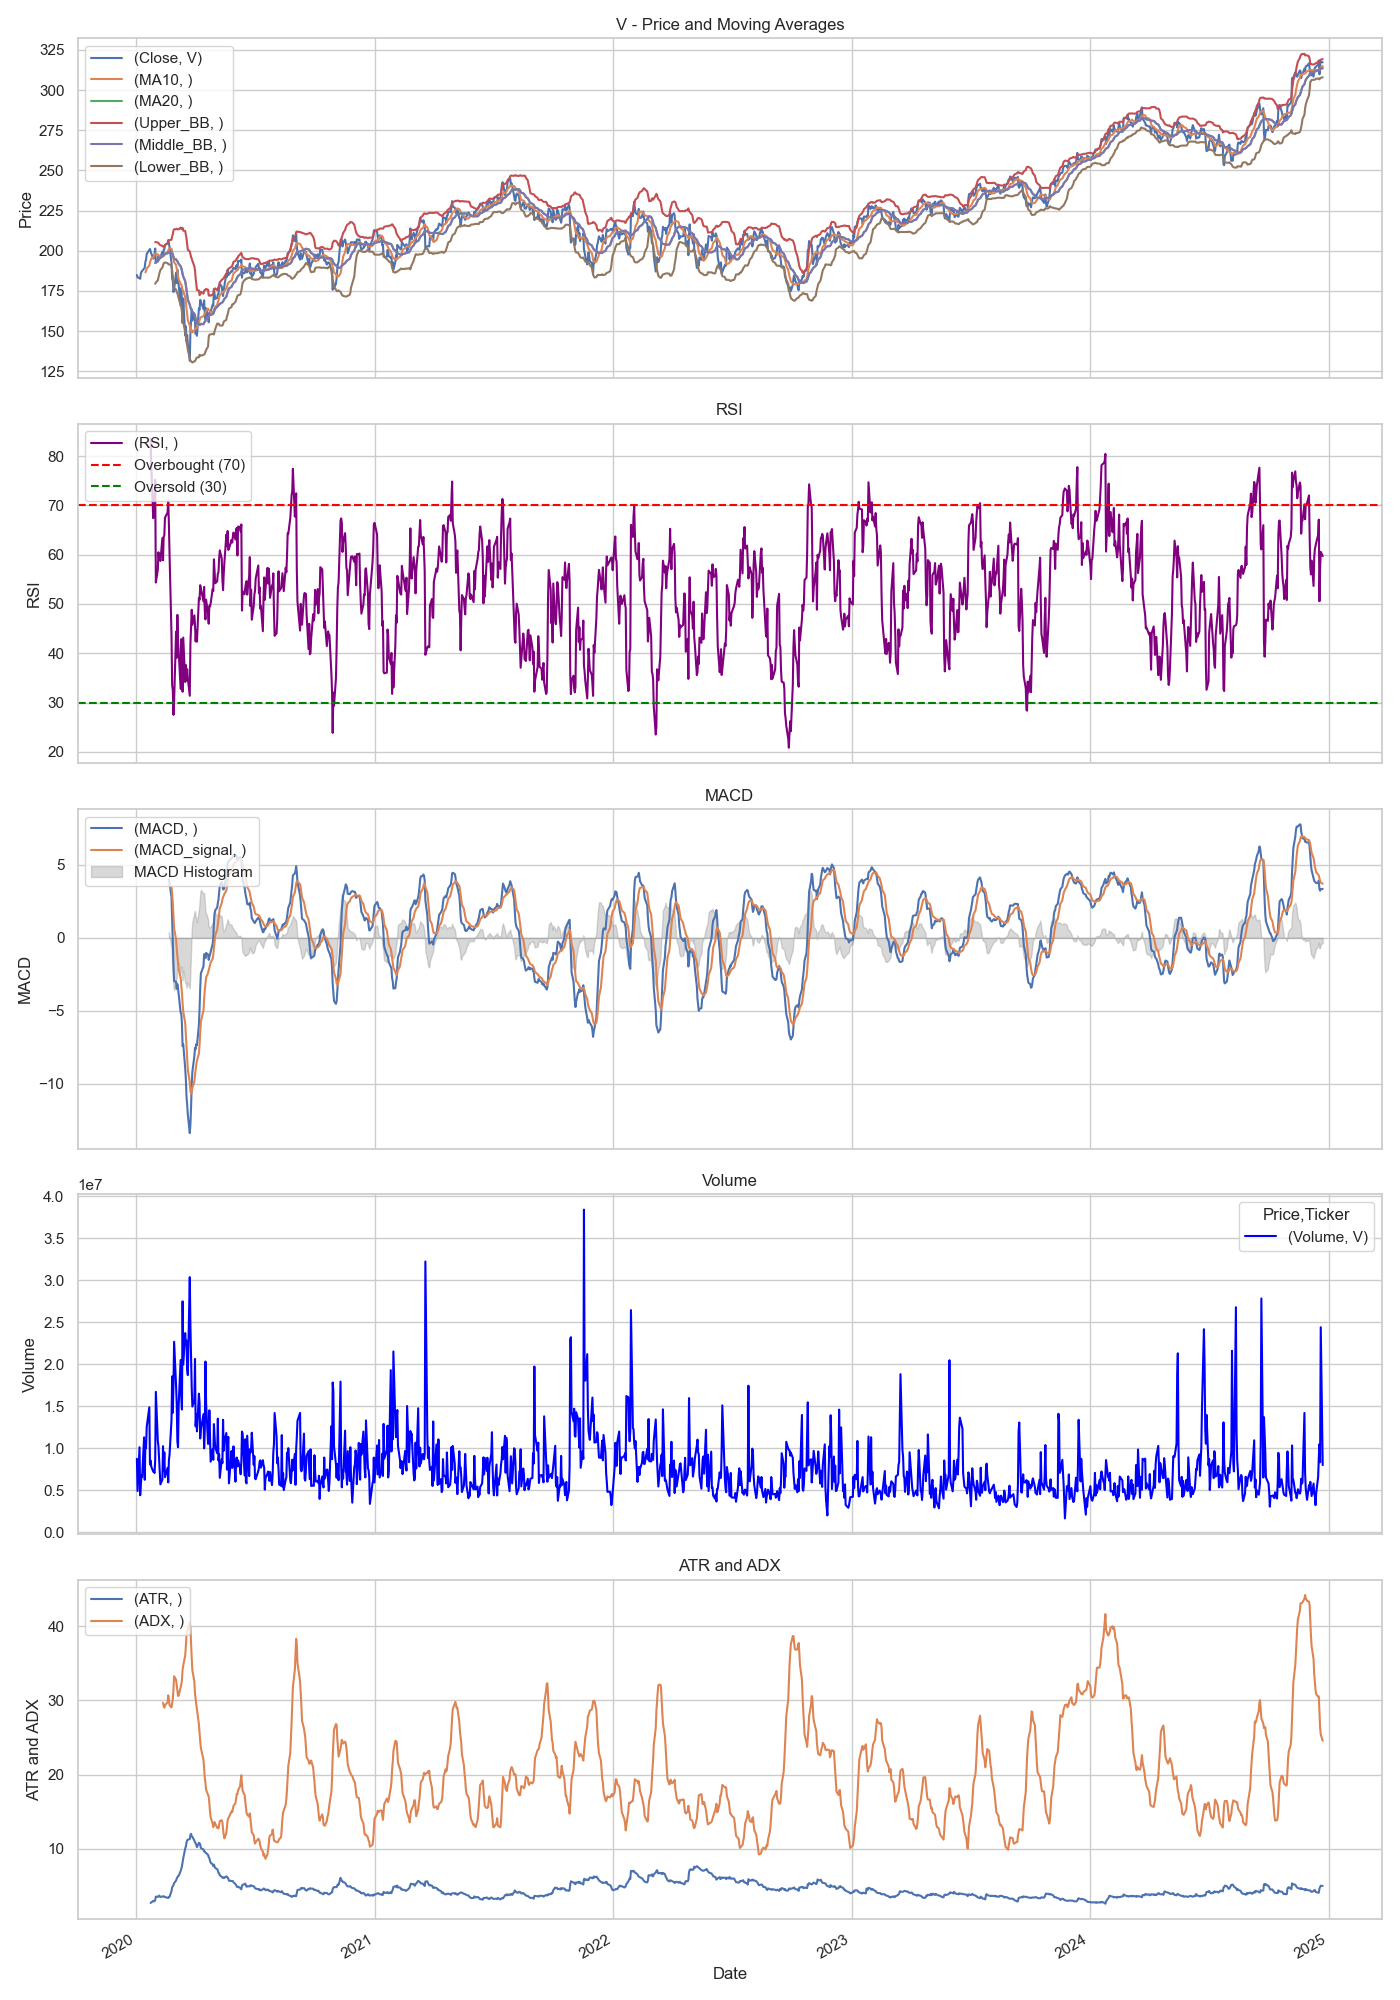 V - Price and Moving Averages
325
300
275
250
225
200
175
150
125
Price
(Close, V)
(MA10, )
(MA20, )
(Upper_BB, )
(Middle_BB, )
(Lower_BB, )
RSI
80
70
60
50
40
30
20
RSI
(RSI, )
Overbought (70)
Oversold (30)
MACD
5
0
−5
−10
MACD
(MACD, )
(MACD_signal, )
MACD Histogram
Volume
1e7
4.0
3.5
3.0
2.5
2.0
1.5
1.0
0.5
0.0
Volume
Price,Ticker
(Volume, V)
ATR and ADX
40
30
20
10
ATR and ADX
(ATR, )
(ADX, )
2020
2021
2022
2023
2024
2025
Date